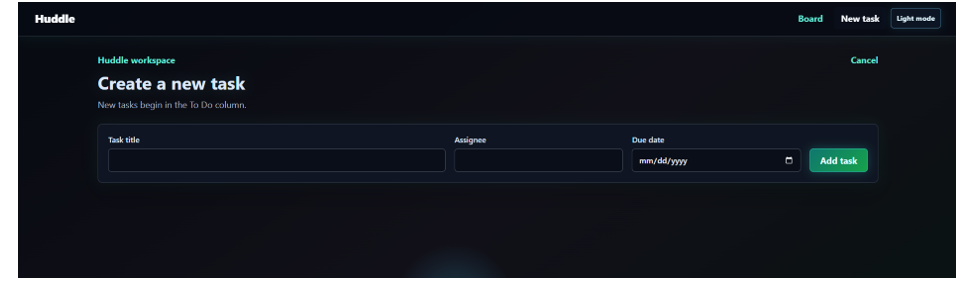 Huddle
Board New task Light mode
Huddle workspace
Cancel
Create a new task
New tasks begin in the To Do column.
Task title Assignee Due date
mm/dd/yyyy Add task